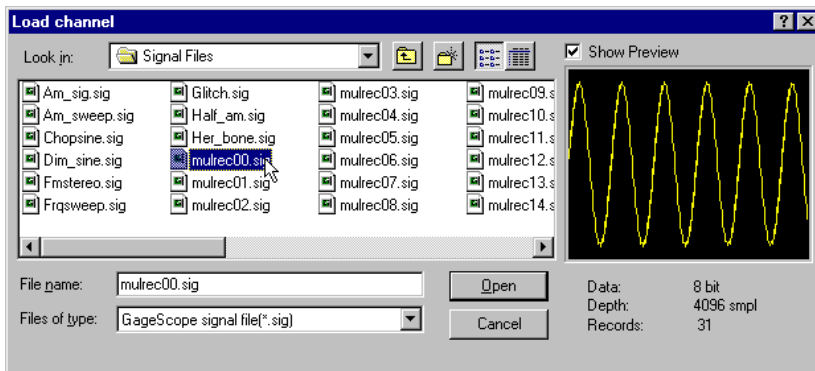 Load channel
Look in: Signal Files
Show Preview
Am_sig.sig Glitch.sig mulrec03.sig mulrec09.s
Am_sweep.sig Half_am.sig mulrec04.sig mulrec10.s
Chopsine.sig Her_bone.sig mulrec05.sig mulrec11.s
Dim_sine.sig mulrec00.sig mulrec06.sig mulrec12.s
Fmstereo.sig mulrec01.sig mulrec07.sig mulrec13.s
Frqsweep.sig mulrec02.sig mulrec08.sig mulrec14.s
File name: mulrec00.sig Open
Files of type: GageScope signal file(*.sig) Cancel
Data: 8 bit
Depth: 4096 smpl
Records: 31